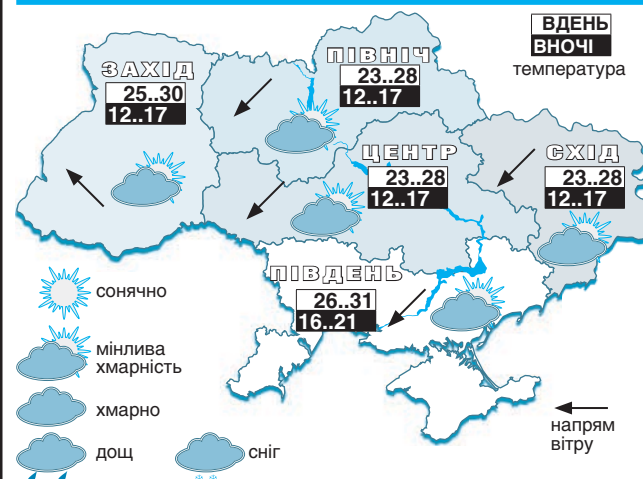 ВДЕНЬ
ВНОЧІ
температура
ЗАХІД
25..30
12..17
ПІВНІЧ
23..28
12..17
ЦЕНТР
23..28
12..17
СХІД
23..28
12..17
ПІВДЕНЬ
26..31
16..21
сонячно
мінлива
хмарність
хмарно
дощ
сніг
напрям
вітру